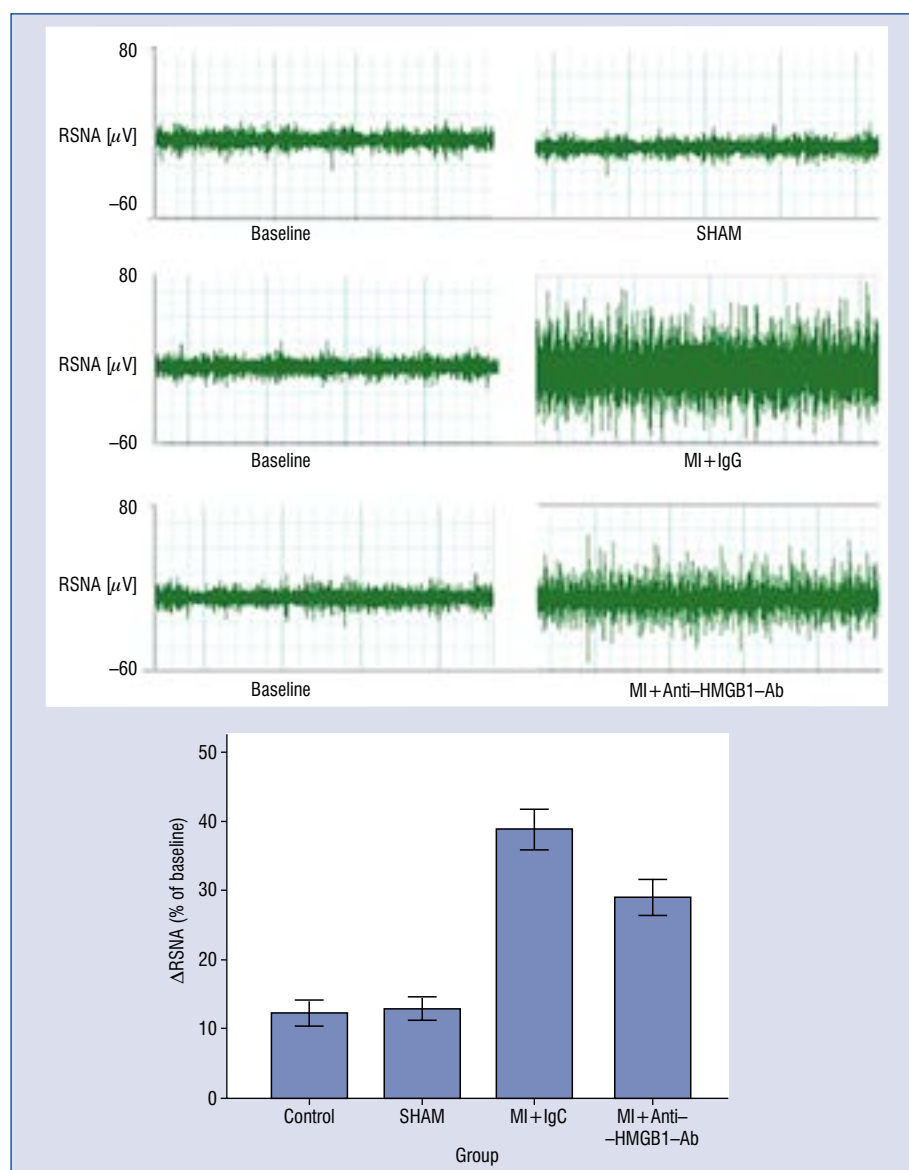 80
RSNA [μV]
–60
Baseline
SHAM
80
RSNA [μV]
–60
Baseline
MI+IgG
80
RSNA [μV]
–60
Baseline
MI+Anti–HMGB1–Ab
50
40
30
20
10
0
ΔRSNA (% of baseline)
Control
SHAM
MI+IgC
MI+Anti–
–HMGB1–Ab
Group